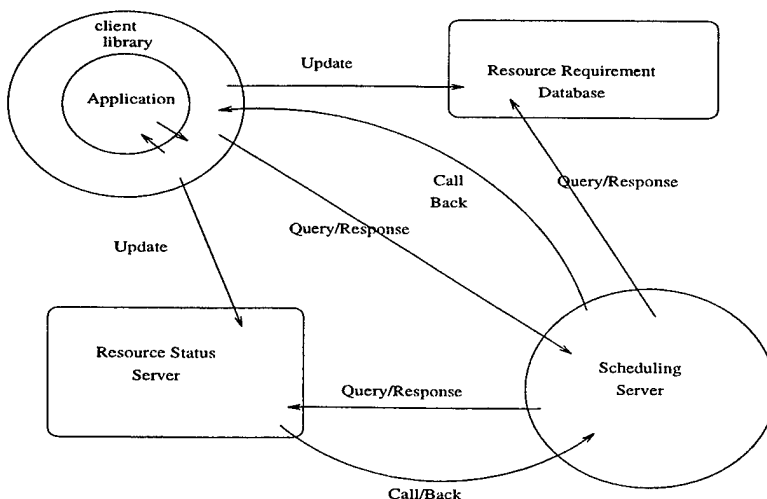 client
library
Application
Update
Resource Requirement
Database
Call
Back
Query/Response
Query/Response
Update
Resource Status
Server
Query/Response
Scheduling
Server
Call/Back